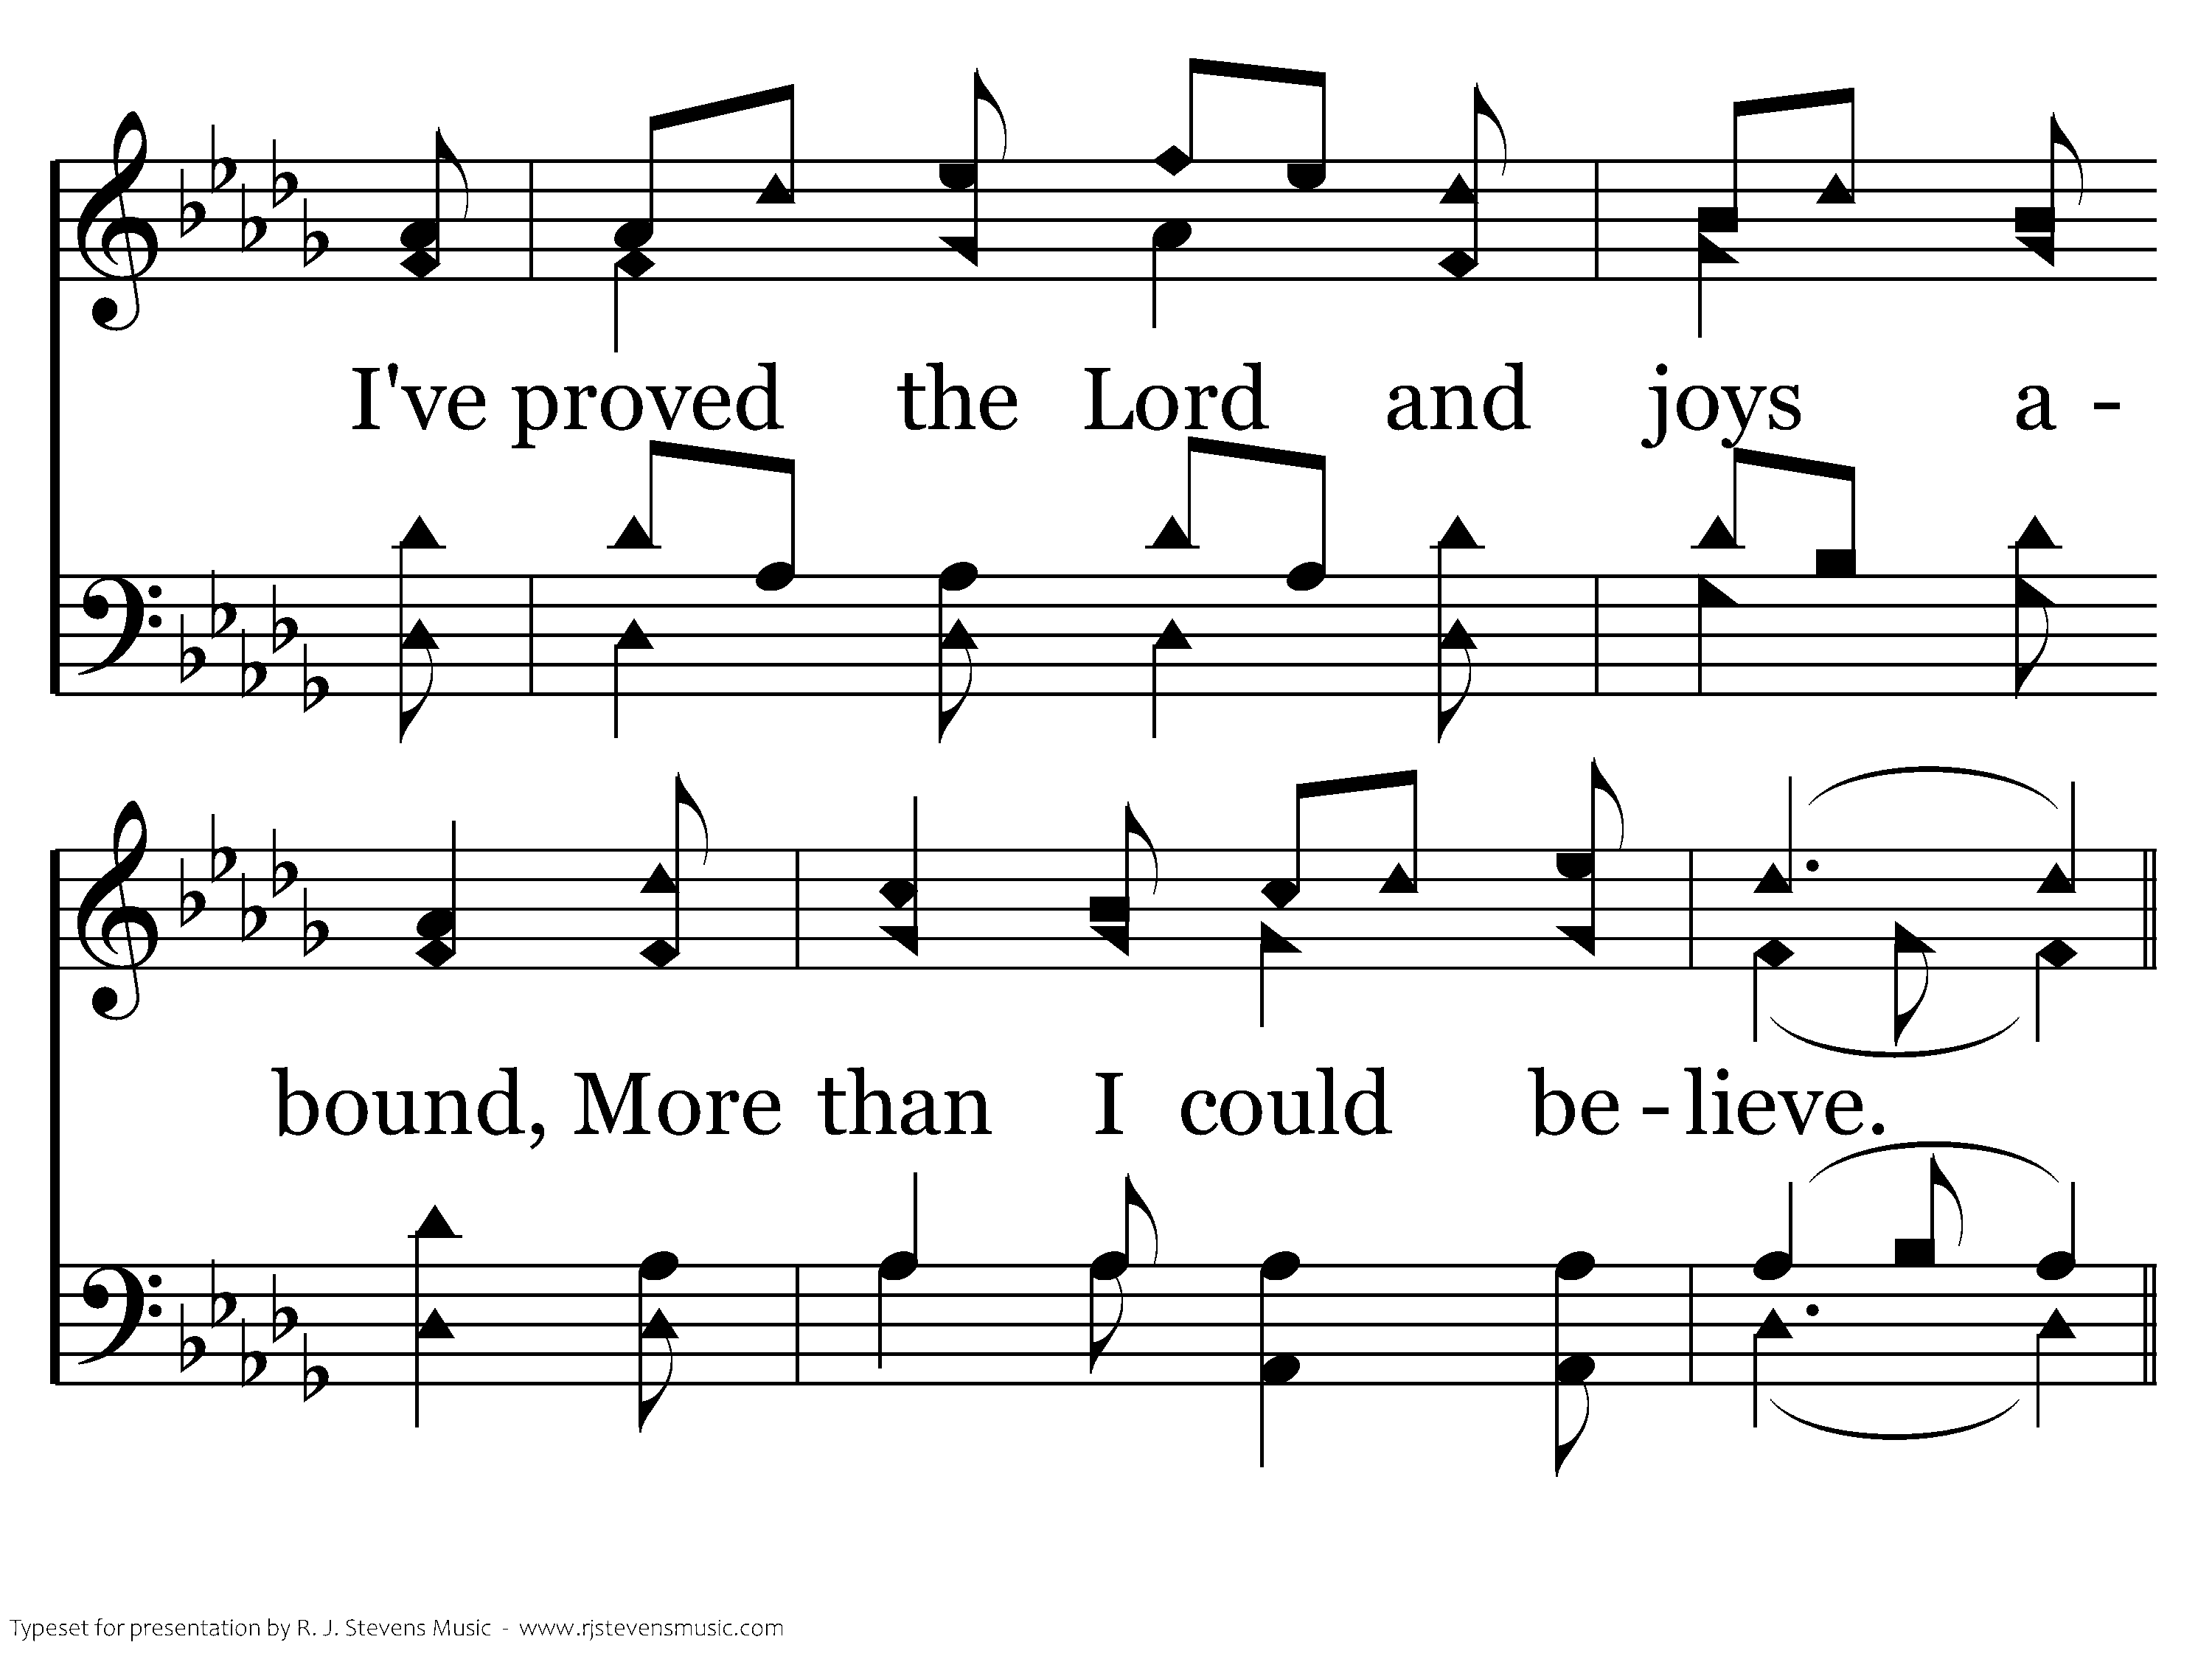 I've proved the Lord and joys a -
bound, More than I could be - lieve.
Typeset for presentation by R. J. Stevens Music - www.rjstevensmusic.com